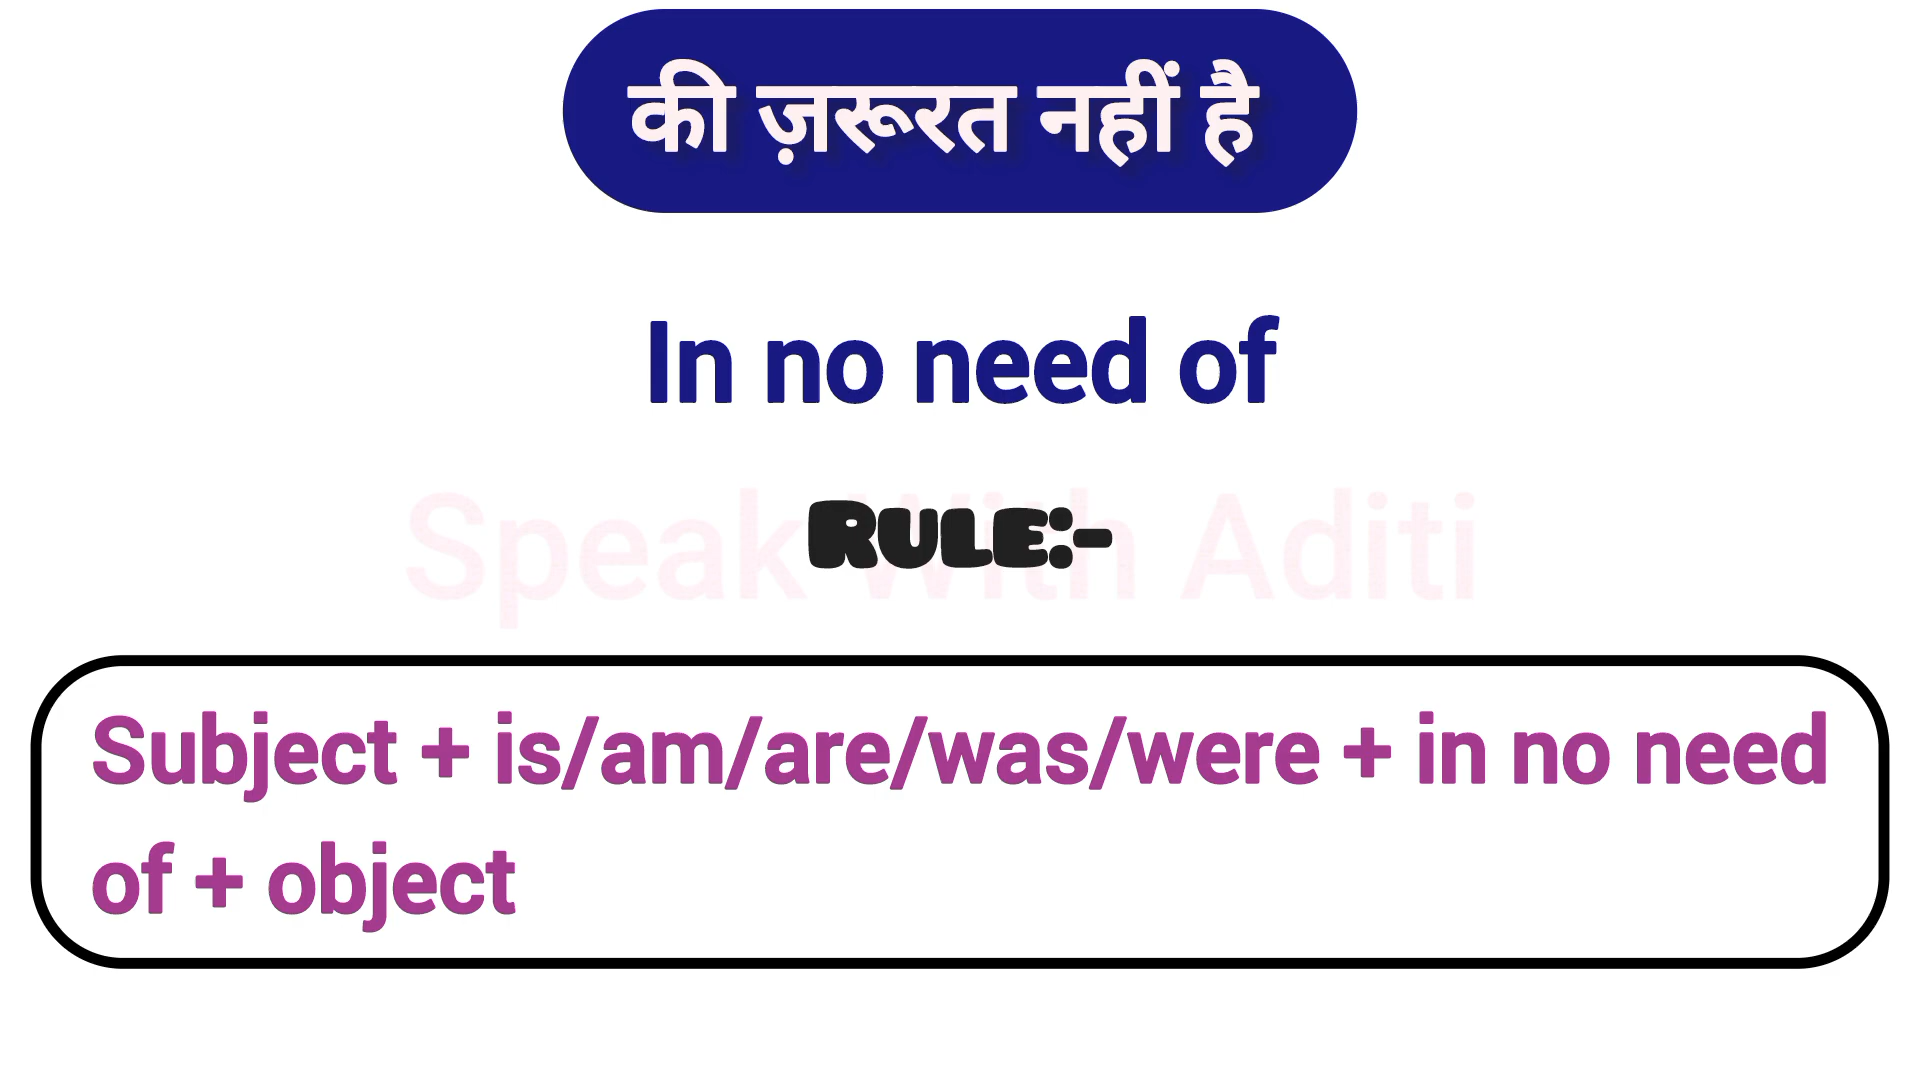 की ज़रूरत नहीं है
In no need of
Speak With Aditi
RULE:-
Subject + is/am/are/was/were + in no need
of + object